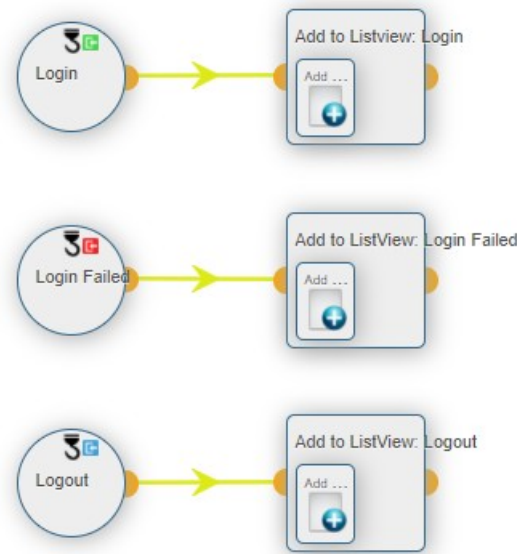 Add to Listview: Login
Login
Add ...
Add to ListView: Login Failed
Login Failed
Add ...
Add to ListView: Logout
Logout
Add ...